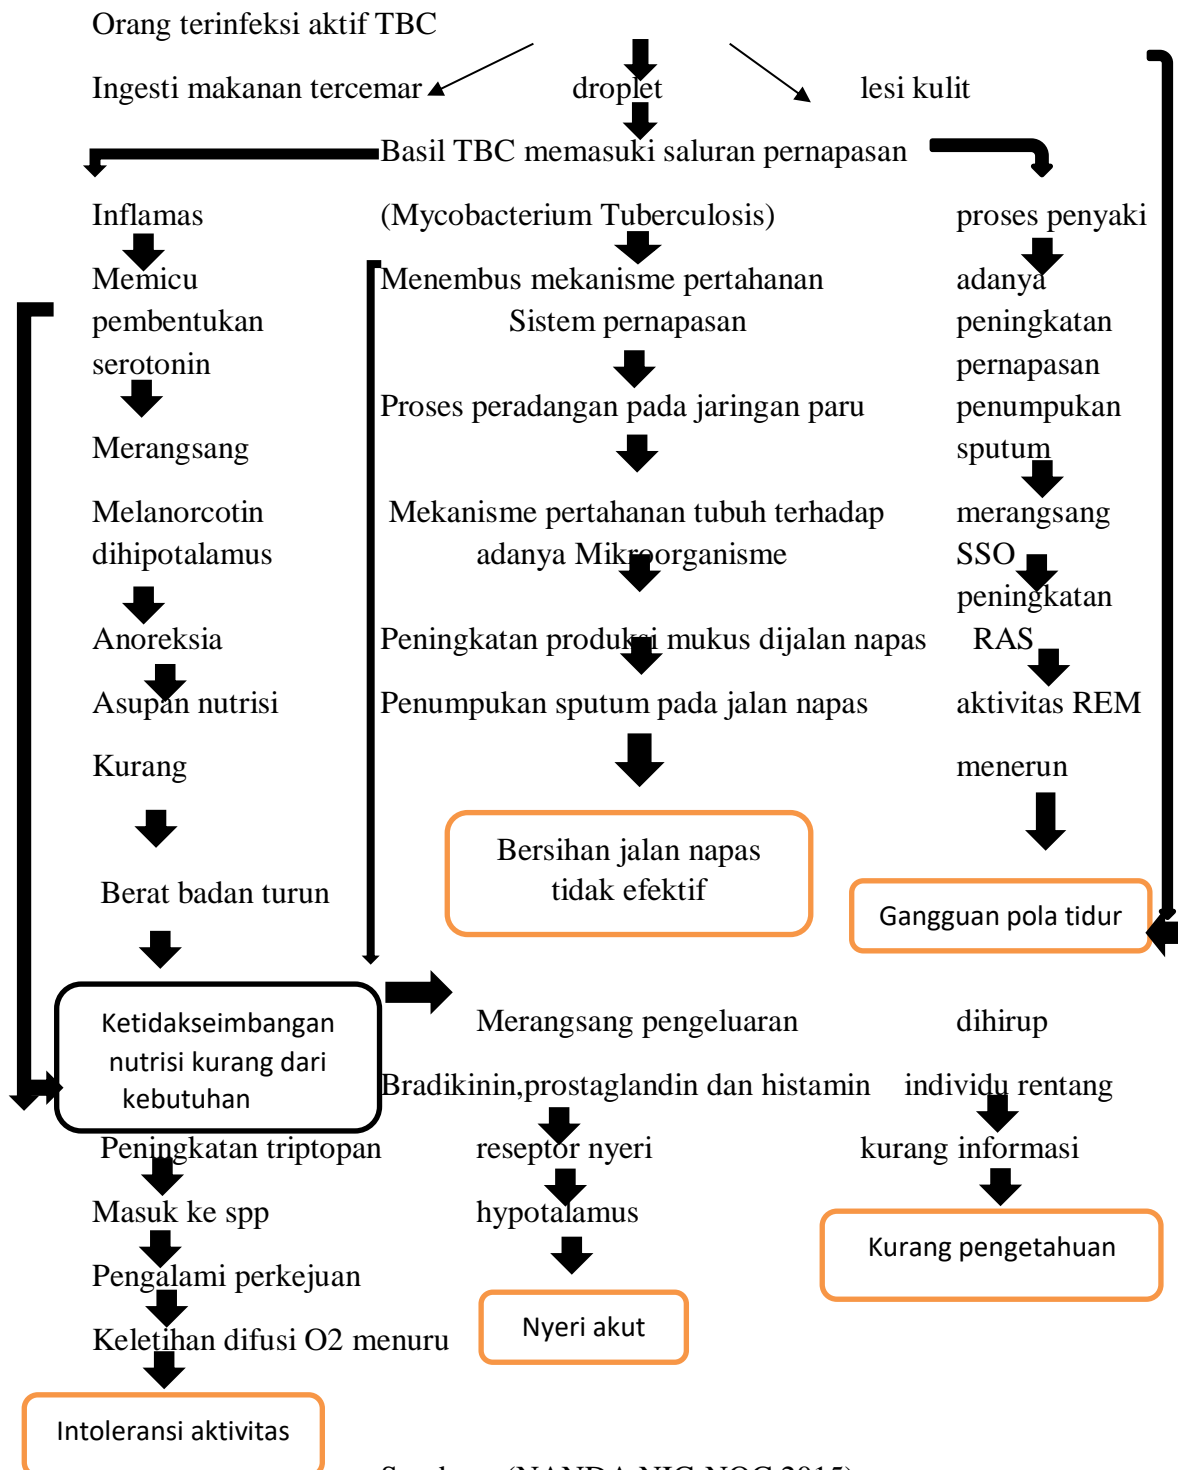 Orang terinfeksi aktif TBC
Ingesti makanan tercemar droplet lesi kulit
Basil TBC memasuki saluran pernapasan
Inflamas (Mycobacterium Tuberculosis) proses penyaki
Memicu Menembus mekanisme pertahanan adanya
pembentukan Sistem pernapasan peningkatan
serotonin pernapasan
Proses peradangan pada jaringan paru penumpukan
Merangsang sputum
Melanorcotin Mekanisme pertahanan tubuh terhadap merangsang
dihipotalamus adanya Mikroorganisme SSO
peningkatan
Anoreksia Peningkatan produksi mukus dijalan napas RAS
Asupan nutrisi Penumpukan sputum pada jalan napas aktivitas REM
Kurang menerun
Bersihan jalan napas
tidak efektif
Berat badan turun
Gangguan pola tidur
Ketidakseimbangan
nutrisi kurang dari
kebutuhan
Merangsang pengeluaran dihirup
Bradikinin,prostaglandin dan histamin individu rentang
Peningkatan triptopan reseptor nyeri kurang informasi
Masuk ke spp hypotalamus
Kurang pengetahuan
Pengalami perkejuan
Nyeri akut
Keletihan difusi O2 menuru
Intoleransi aktivitas
(NANDA NIC-NOC 2015)